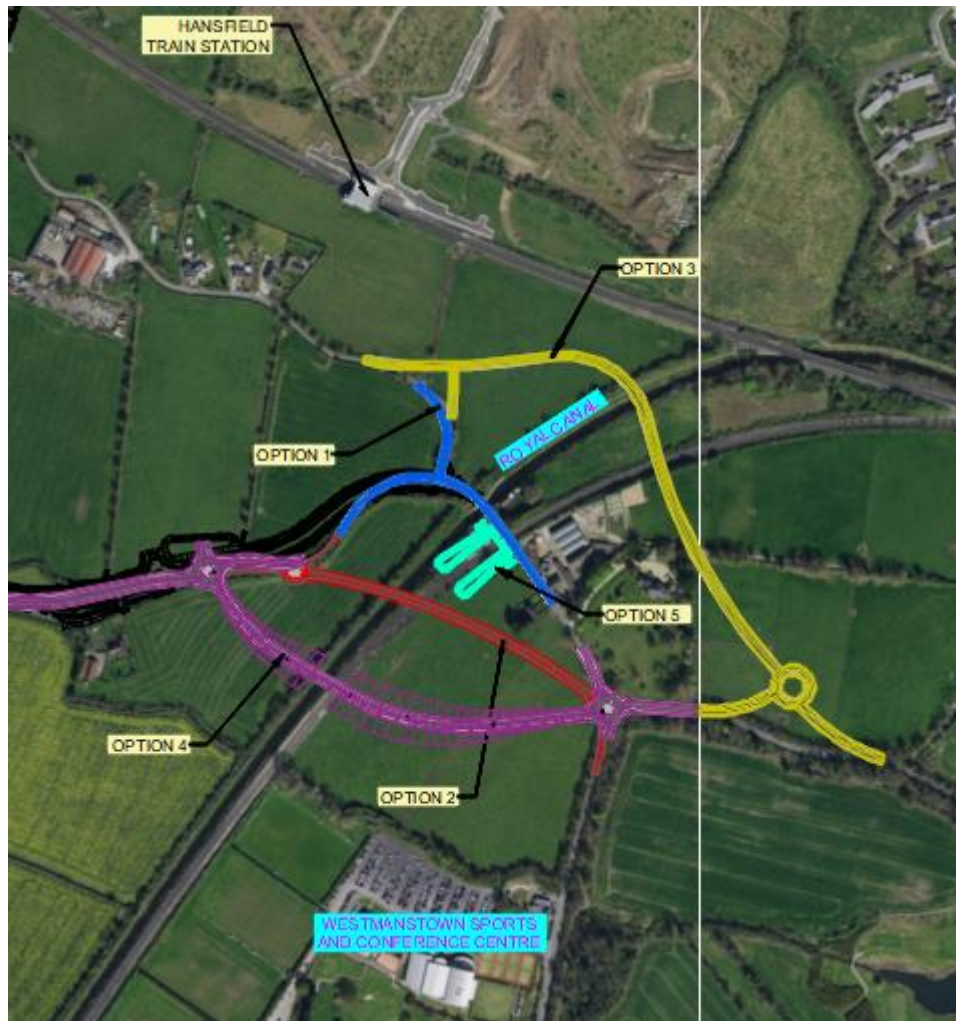 HANSFIELD
TRAIN STATION
OPTION 3
ROYAL CANAL
OPTION 1
OPTION 5
OPTION 4
OPTION 2
WESTMANSTOWN SPORTS
AND CONFERENCE CENTRE